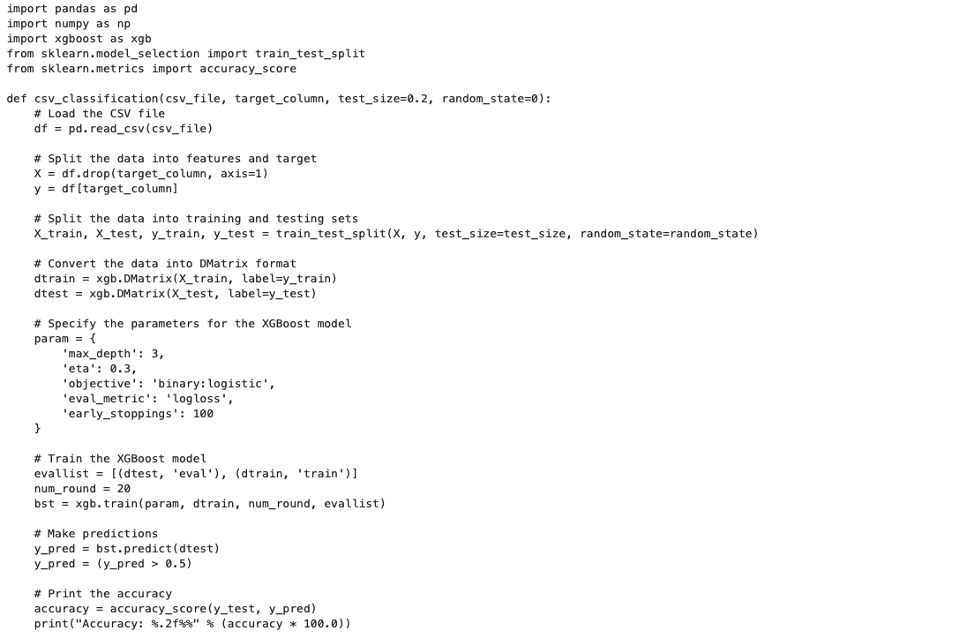 import pandas as pd
import numpy as np
import xgboost as xgb
from sklearn.model_selection import train_test_split
from sklearn.metrics import accuracy_score

def csv_classification(csv_file, target_column, test_size=0.2, random_state=0):
    # Load the CSV file
    df = pd.read_csv(csv_file)

    # Split the data into features and target
    X = df.drop(target_column, axis=1)
    y = df[target_column]

    # Split the data into training and testing sets
    X_train, X_test, y_train, y_test = train_test_split(X, y, test_size=test_size, random_state=random_state)

    # Convert the data into DMatrix format
    dtrain = xgb.DMatrix(X_train, label=y_train)
    dtest = xgb.DMatrix(X_test, label=y_test)

    # Specify the parameters for the XGBoost model
    param = {
        'max_depth': 3,
        'eta': 0.3,
        'objective': 'binary:logistic',
        'eval_metric': 'logloss',
        'early_stoppings': 100
    }

    # Train the XGBoost model
    evallist = [(dtest, 'eval'), (dtrain, 'train')]
    num_round = 20
    bst = xgb.train(param, dtrain, num_round, evallist)

    # Make predictions
    y_pred = bst.predict(dtest)
    y_pred = (y_pred > 0.5)

    # Print the accuracy
    accuracy = accuracy_score(y_test, y_pred)
    print("Accuracy: %.2f%%" % (accuracy * 100.0))